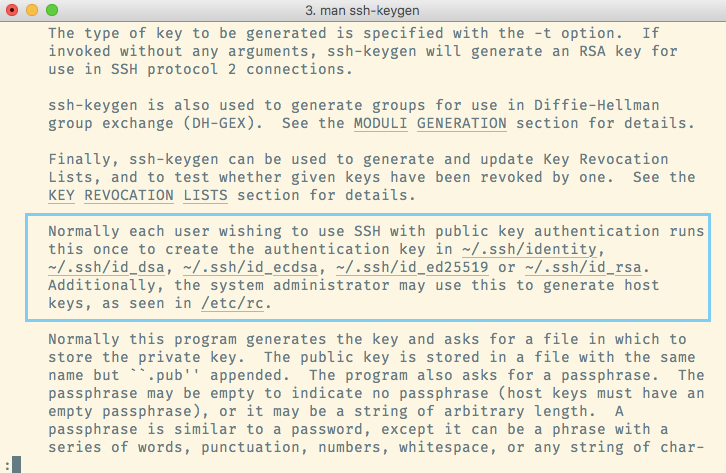 3. man ssh-keygen
The type of key to be generated is specified with the -t option.  If
invoked without any arguments, ssh-keygen will generate an RSA key for
use in SSH protocol 2 connections.
ssh-keygen is also used to generate groups for use in Diffie-Hellman
group exchange (DH-GEX).  See the MODULI GENERATION section for details.
Finally, ssh-keygen can be used to generate and update Key Revocation
Lists, and to test whether given keys have been revoked by one.  See the
KEY REVOCATION LISTS section for details.
Normally each user wishing to use SSH with public key authentication runs
this once to create the authentication key in ~/.ssh/identity,
~/.ssh/id_dsa, ~/.ssh/id_ecdsa, ~/.ssh/id_ed25519 or ~/.ssh/id_rsa.
Additionally, the system administrator may use this to generate host
keys, as seen in /etc/rc.
Normally this program generates the key and asks for a file in which to
store the private key.  The public key is stored in a file with the same
name but ``.pub'' appended.  The program also asks for a passphrase.  The
passphrase may be empty to indicate no passphrase (host keys must have an
empty passphrase), or it may be a string of arbitrary length.  A
passphrase is similar to a password, except it can be a phrase with a
series of words, punctuation, numbers, whitespace, or any string of char-
: